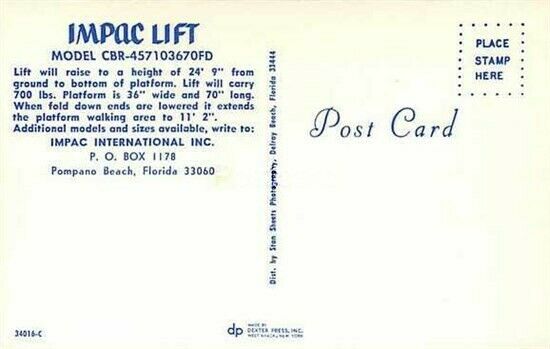 IMPAC LIFT
MODEL CBR-457103670FD
Lift will raise to a height of 24' 9" from
ground to bottom of platform. Lift will carry
700 lbs. Platform is 36" wide and 70" long.
When fold down ends are lowered it extends
the platform walking area to 11' 2".
Additional models and sizes available, write to:
IMPAC INTERNATIONAL INC.
P. O. BOX 1178
Pompano Beach, Florida 33060
34016-C
Dist. by Stan Sheets Photography, Delray Beach, Florida 33444
dp
MADE BY
DEXTER PRESS, INC.
WEST NYACK, NEW YORK
Post Card
PLACE
STAMP
HERE